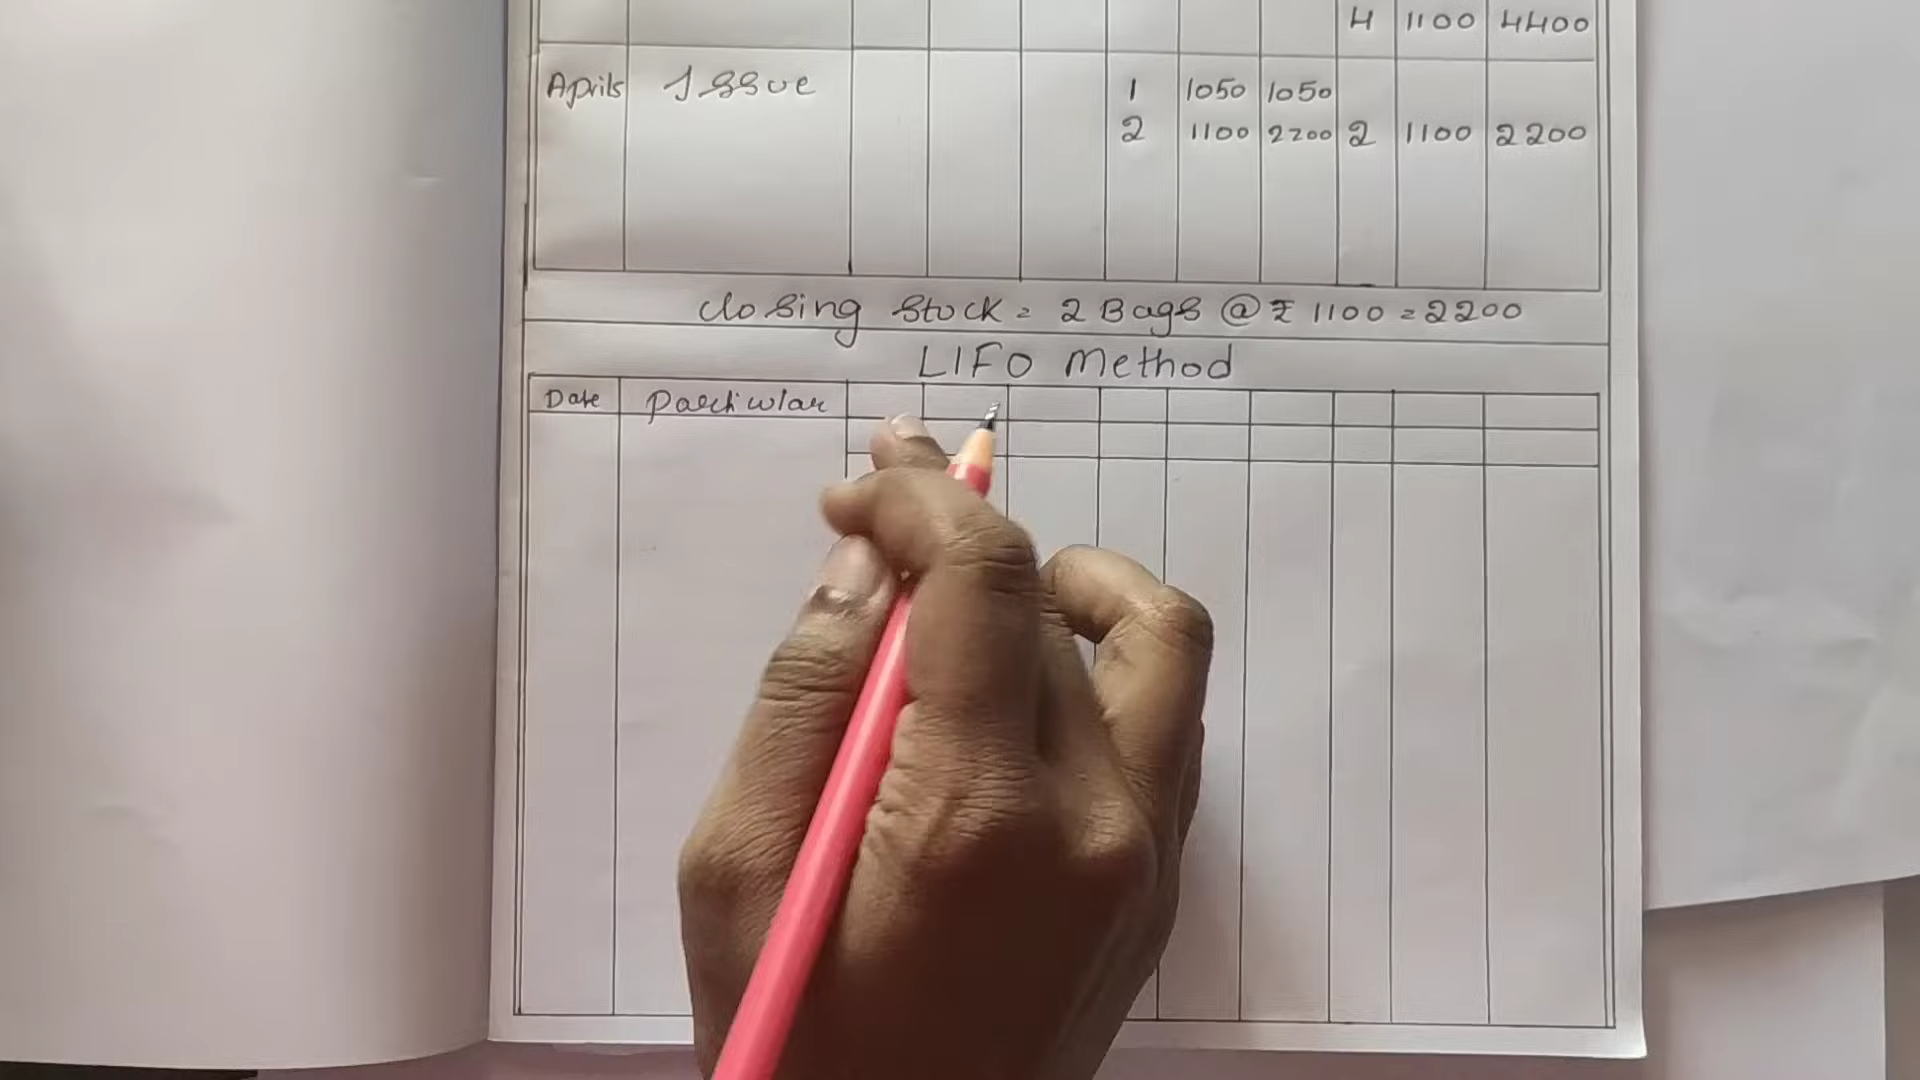 4 1100 4400
April5 Issue 1 1050 1050
2 1100 2200 2 1100 2200
Closing Stock = 2 Bags @ ₹ 1100 = 2200
LIFO Method
Date Particular